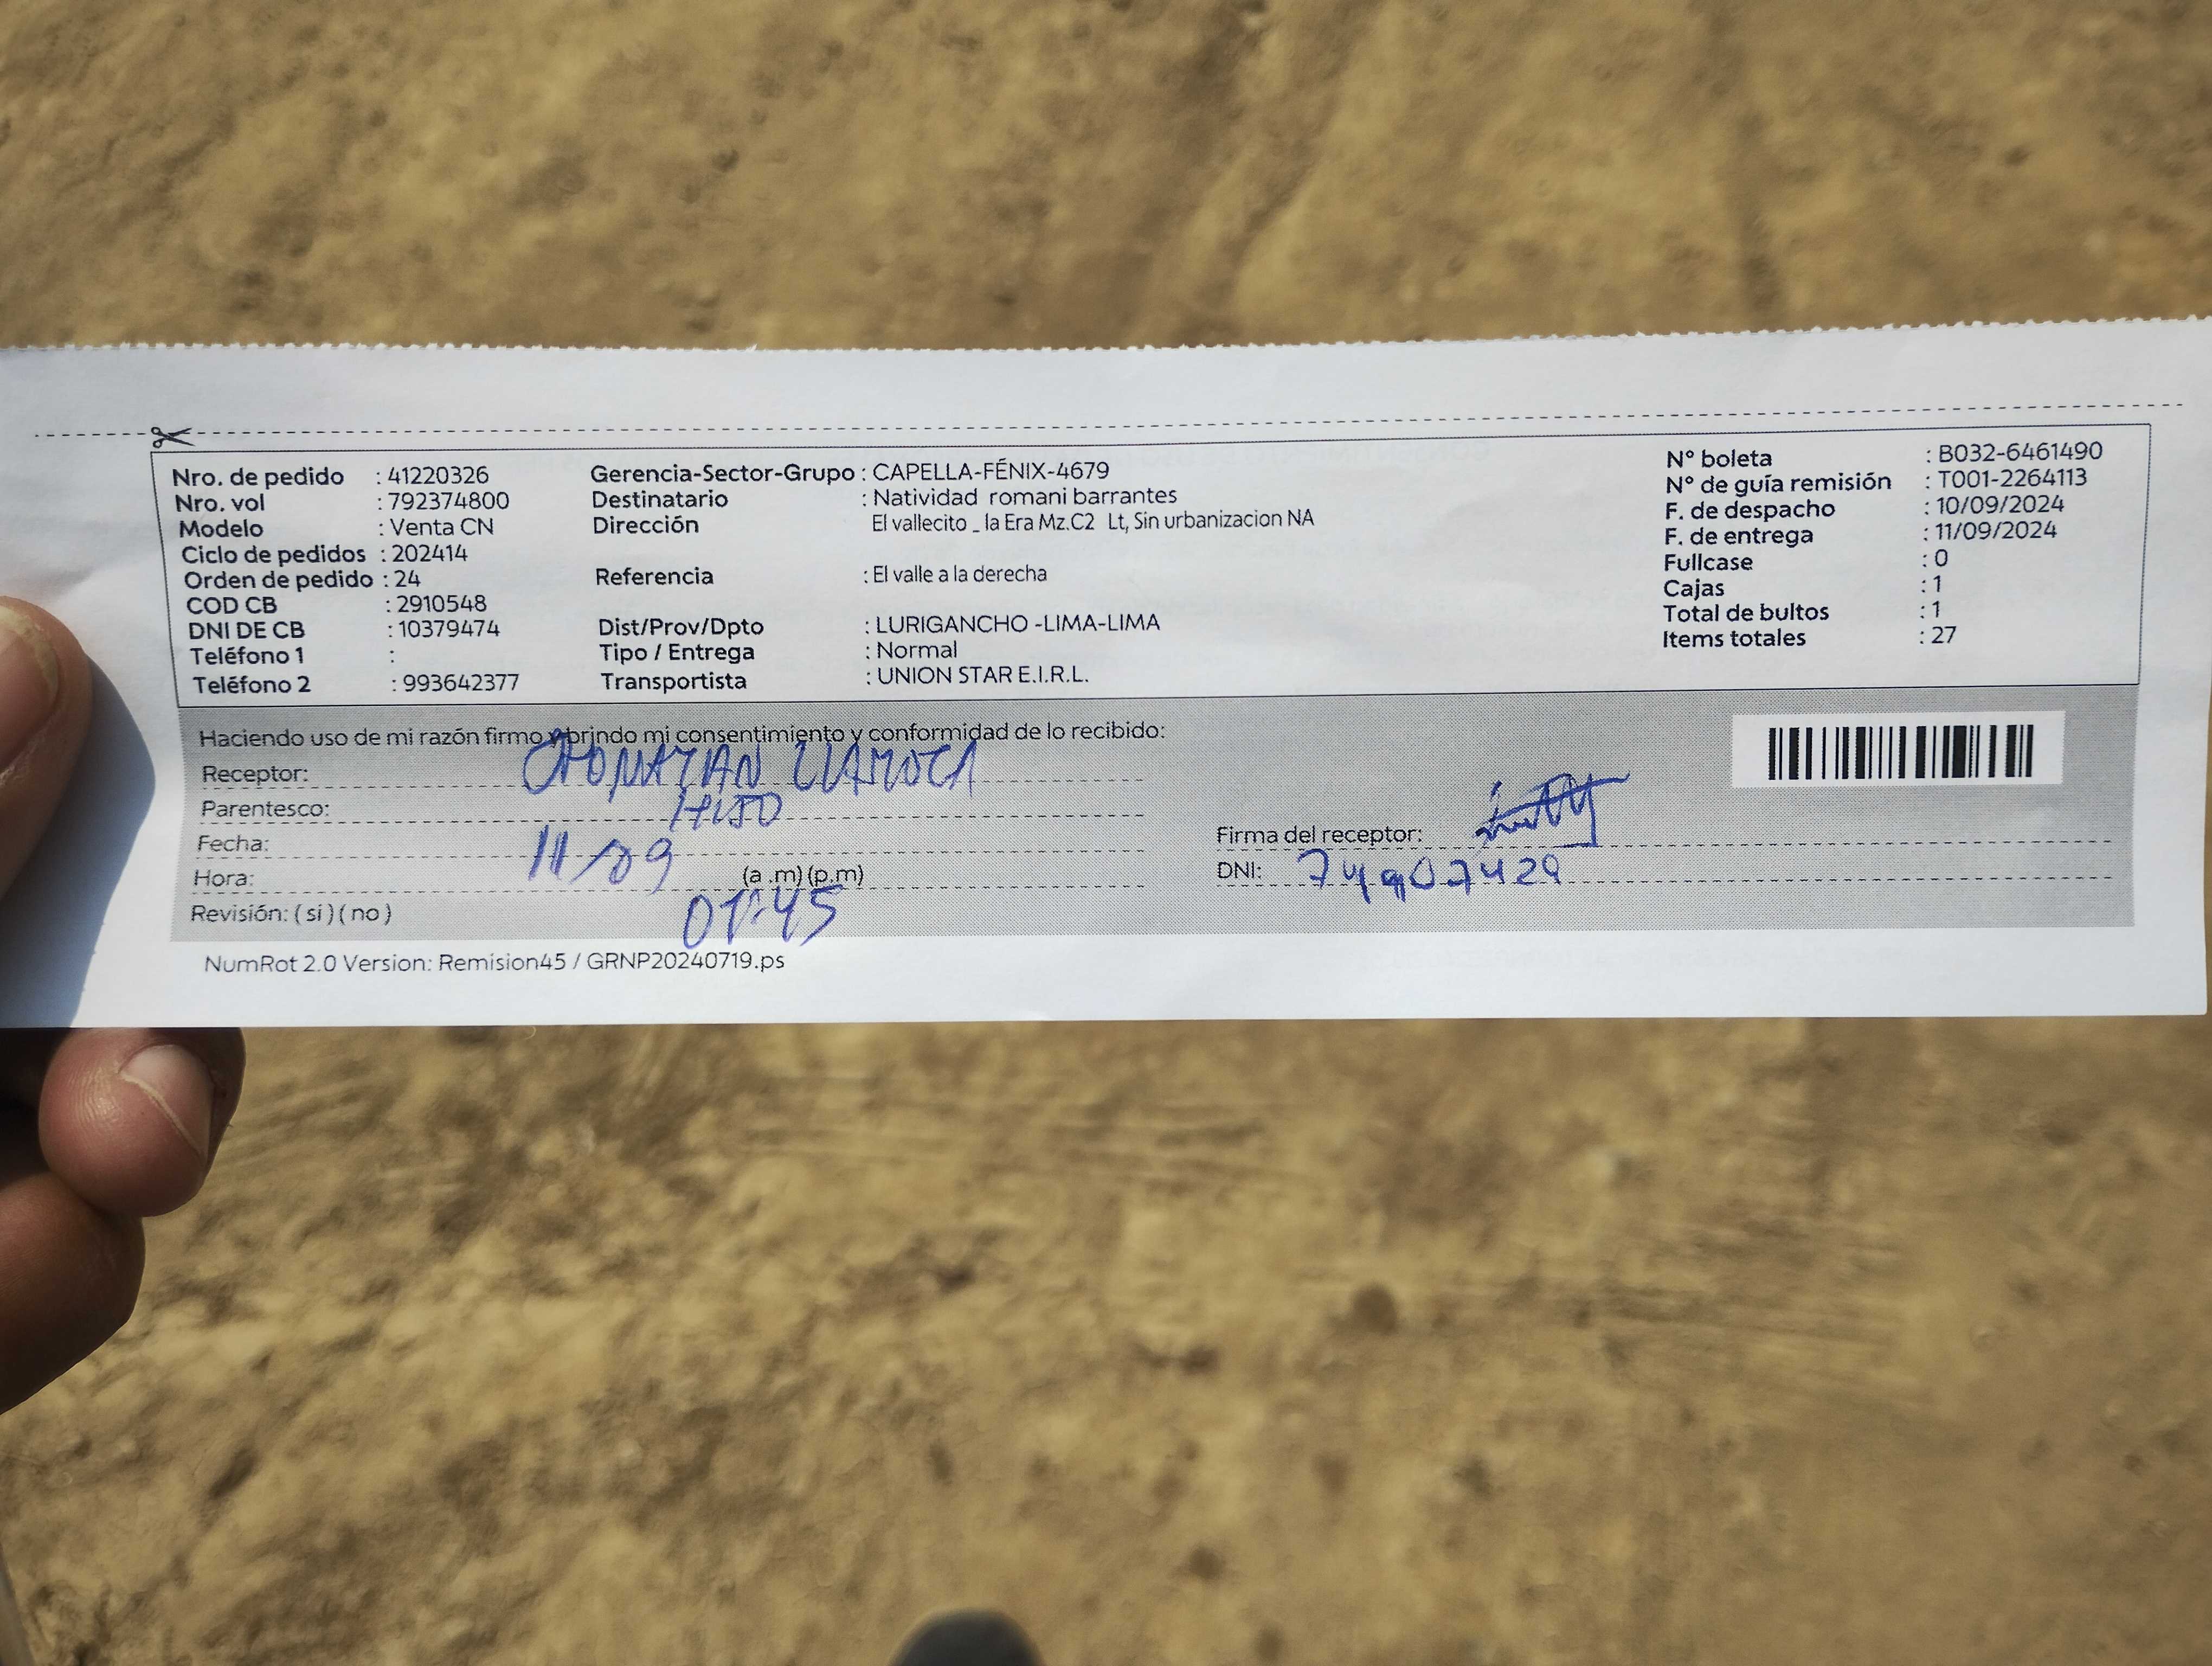 Nro. de pedido : 41220326
Nro. vol : 792374800
Modelo : Venta CN
Ciclo de pedidos : 202414
Orden de pedido : 24
COD CB : 2910548
DNI DE CB : 10379474
Teléfono 1 :
Teléfono 2 : 993642377
Gerencia-Sector-Grupo : CAPELLA-FÉNIX-4679
Destinatario : Natividad romani barrantes
Dirección El vallecito _ la Era Mz.C2 Lt, Sin urbanizacion NA
Referencia : El valle a la derecha
Dist/Prov/Dpto : LURIGANCHO -LIMA-LIMA
Tipo / Entrega : Normal
Transportista : UNION STAR E.I.R.L.
N° boleta : B032-6461490
N° de guía remisión : T001-2264113
F. de despacho : 10/09/2024
F. de entrega : 11/09/2024
Fullcase : 0
Cajas : 1
Total de bultos : 1
Items totales : 27
Haciendo uso de mi razón firmo y brindo mi consentimiento y conformidad de lo recibido:
Receptor:
Parentesco: HIJO
Fecha: 11/09
Hora: (a .m) (p.m)
01:45
Revisión: ( si ) ( no )
Firma del receptor:
DNI: 74907429
NumRot 2.0 Version: Remision45 / GRNP20240719.ps